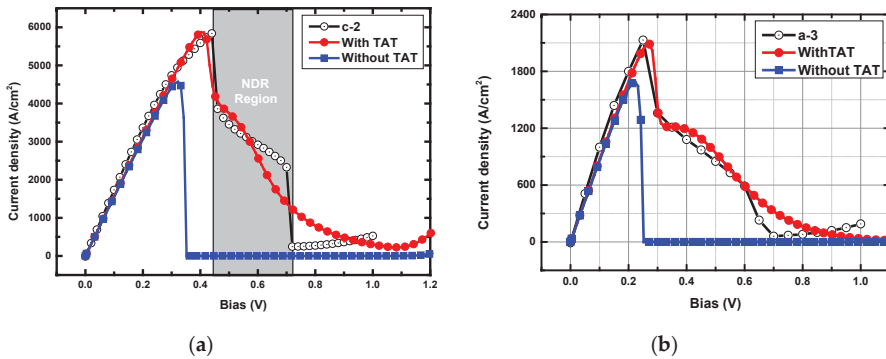 6000
5000
4000
3000
2000
1000
0
Current density (A/cm²)
c-2
With TAT
Without TAT
NDR
Region
0.0 0.2 0.4 0.6 0.8 1.0 1.2
Bias (V)
(a)
2400
1800
1200
600
0
Current density (A/cm²)
a-3
WithTAT
Without TAT
0.0 0.2 0.4 0.6 0.8 1.0
Bias (V)
(b)